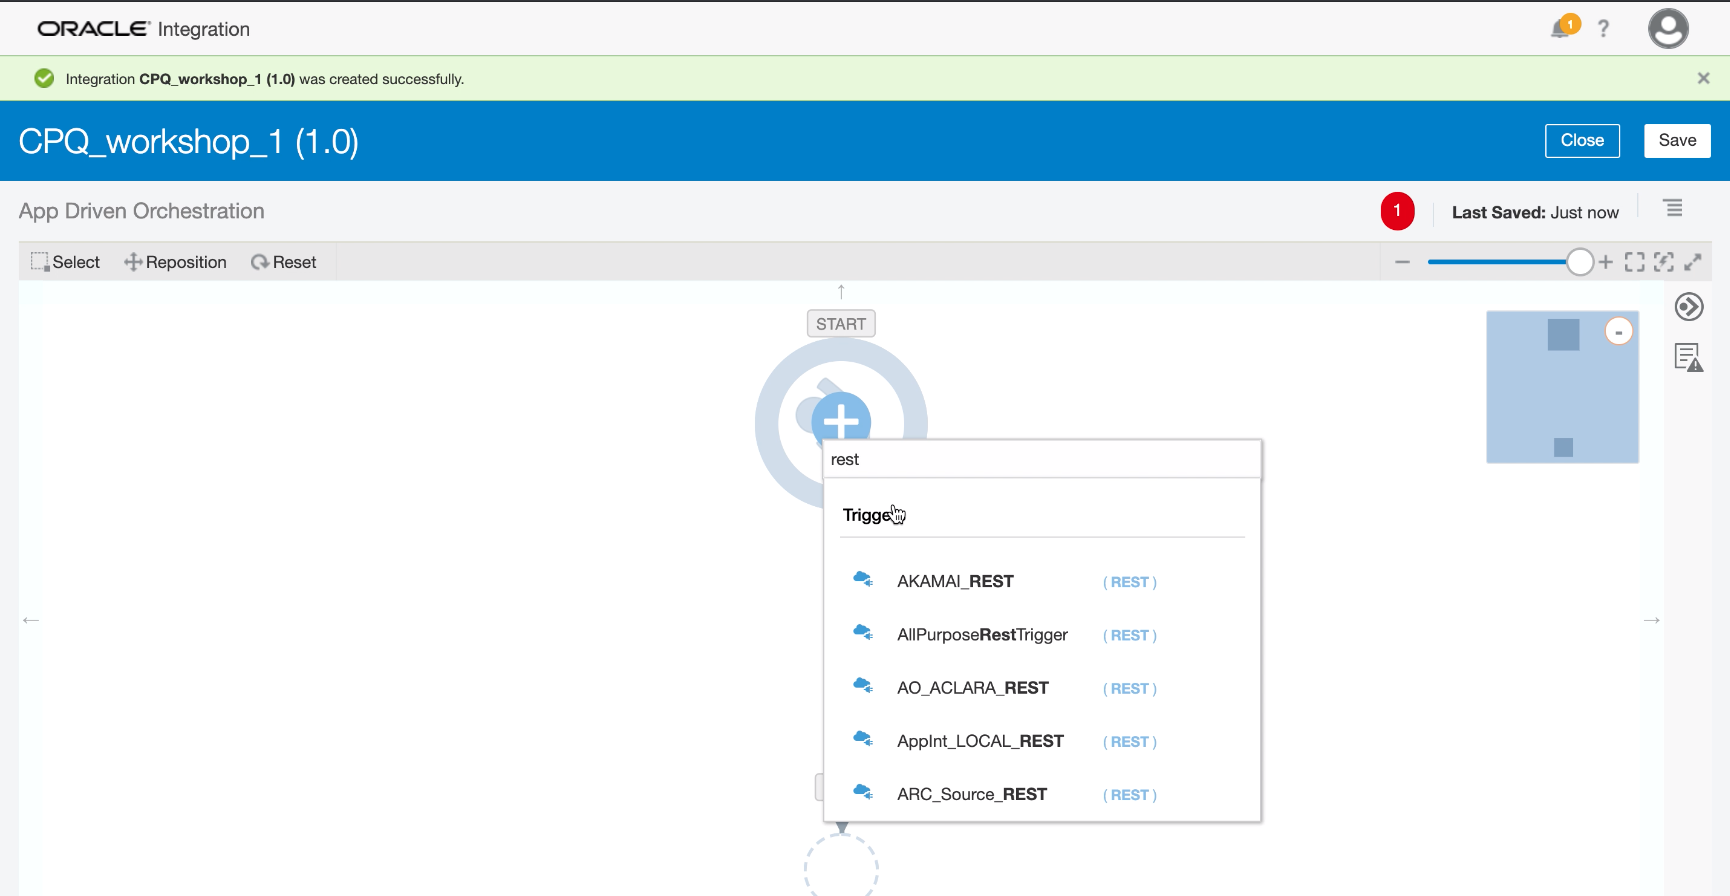 ORACLE Integration
1
?
Integration CPQ_workshop_1 (1.0) was created successfully.
CPQ_workshop_1 (1.0)
Close
Save
App Driven Orchestration
1
Last Saved: Just now
Select
Reposition
Reset
START
rest
AKAMAI_REST
( REST )
AllPurposeRestTrigger
( REST )
AO_ACLARA_REST
( REST )
AppInt_LOCAL_REST
( REST )
ARC_Source_REST
( REST )